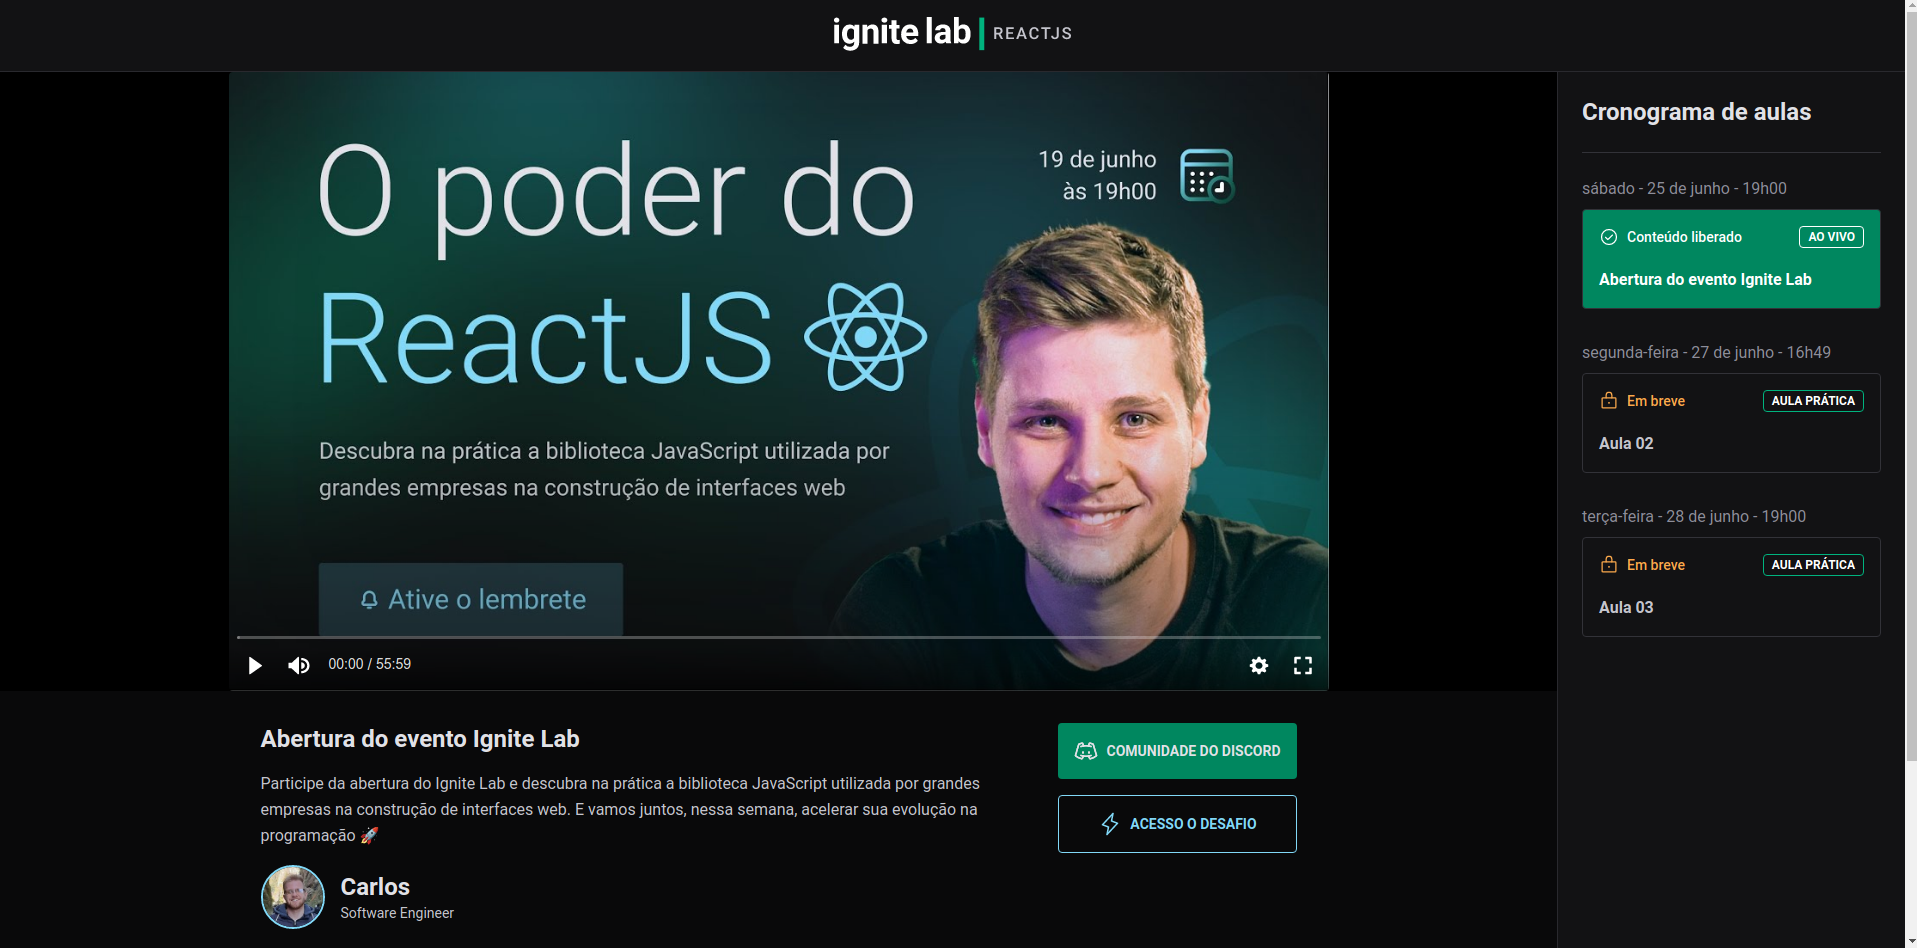 ignite lab | REACTJS
O poder do
ReactJS
19 de junho
às 19h00
Descubra na prática a biblioteca JavaScript utilizada por
grandes empresas na construção de interfaces web
Ative o lembrete
00:00 / 55:59
Abertura do evento Ignite Lab
Participe da abertura do Ignite Lab e descubra na prática a biblioteca JavaScript utilizada por grandes
empresas na construção de interfaces web. E vamos juntos, nessa semana, acelerar sua evolução na
programação 🚀
Carlos
Software Engineer
COMUNIDADE DO DISCORD
ACESSO O DESAFIO
Cronograma de aulas
sábado - 25 de junho - 19h00
Conteúdo liberado AO VIVO
Abertura do evento Ignite Lab
segunda-feira - 27 de junho - 16h49
Em breve AULA PRÁTICA
Aula 02
terça-feira - 28 de junho - 19h00
Em breve AULA PRÁTICA
Aula 03